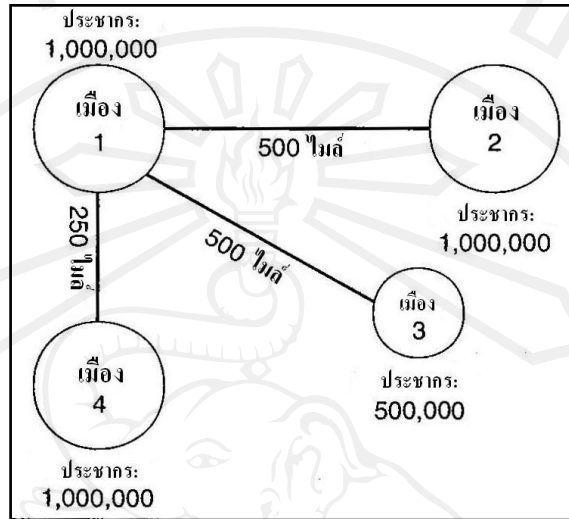 ประชากร:
1,000,000
เมือง
1
500 ไมล์
เมือง
2
ประชากร:
1,000,000
250 ไมล์
500 ไมล์
เมือง
3
ประชากร:
500,000
เมือง
4
ประชากร:
1,000,000